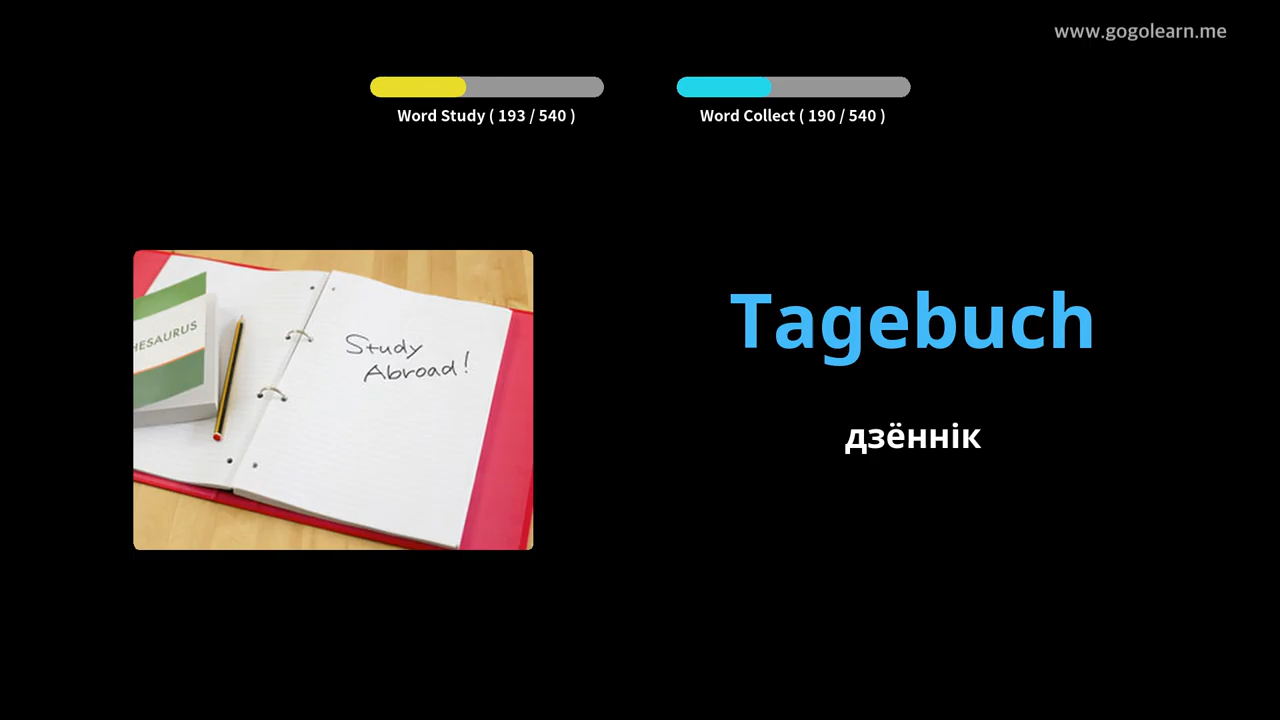 www.gogolearn.me
Word Study ( 193 / 540 )
Word Collect ( 190 / 540 )
HESAURUS
Study
Abroad!
Tagebuch
дзённік